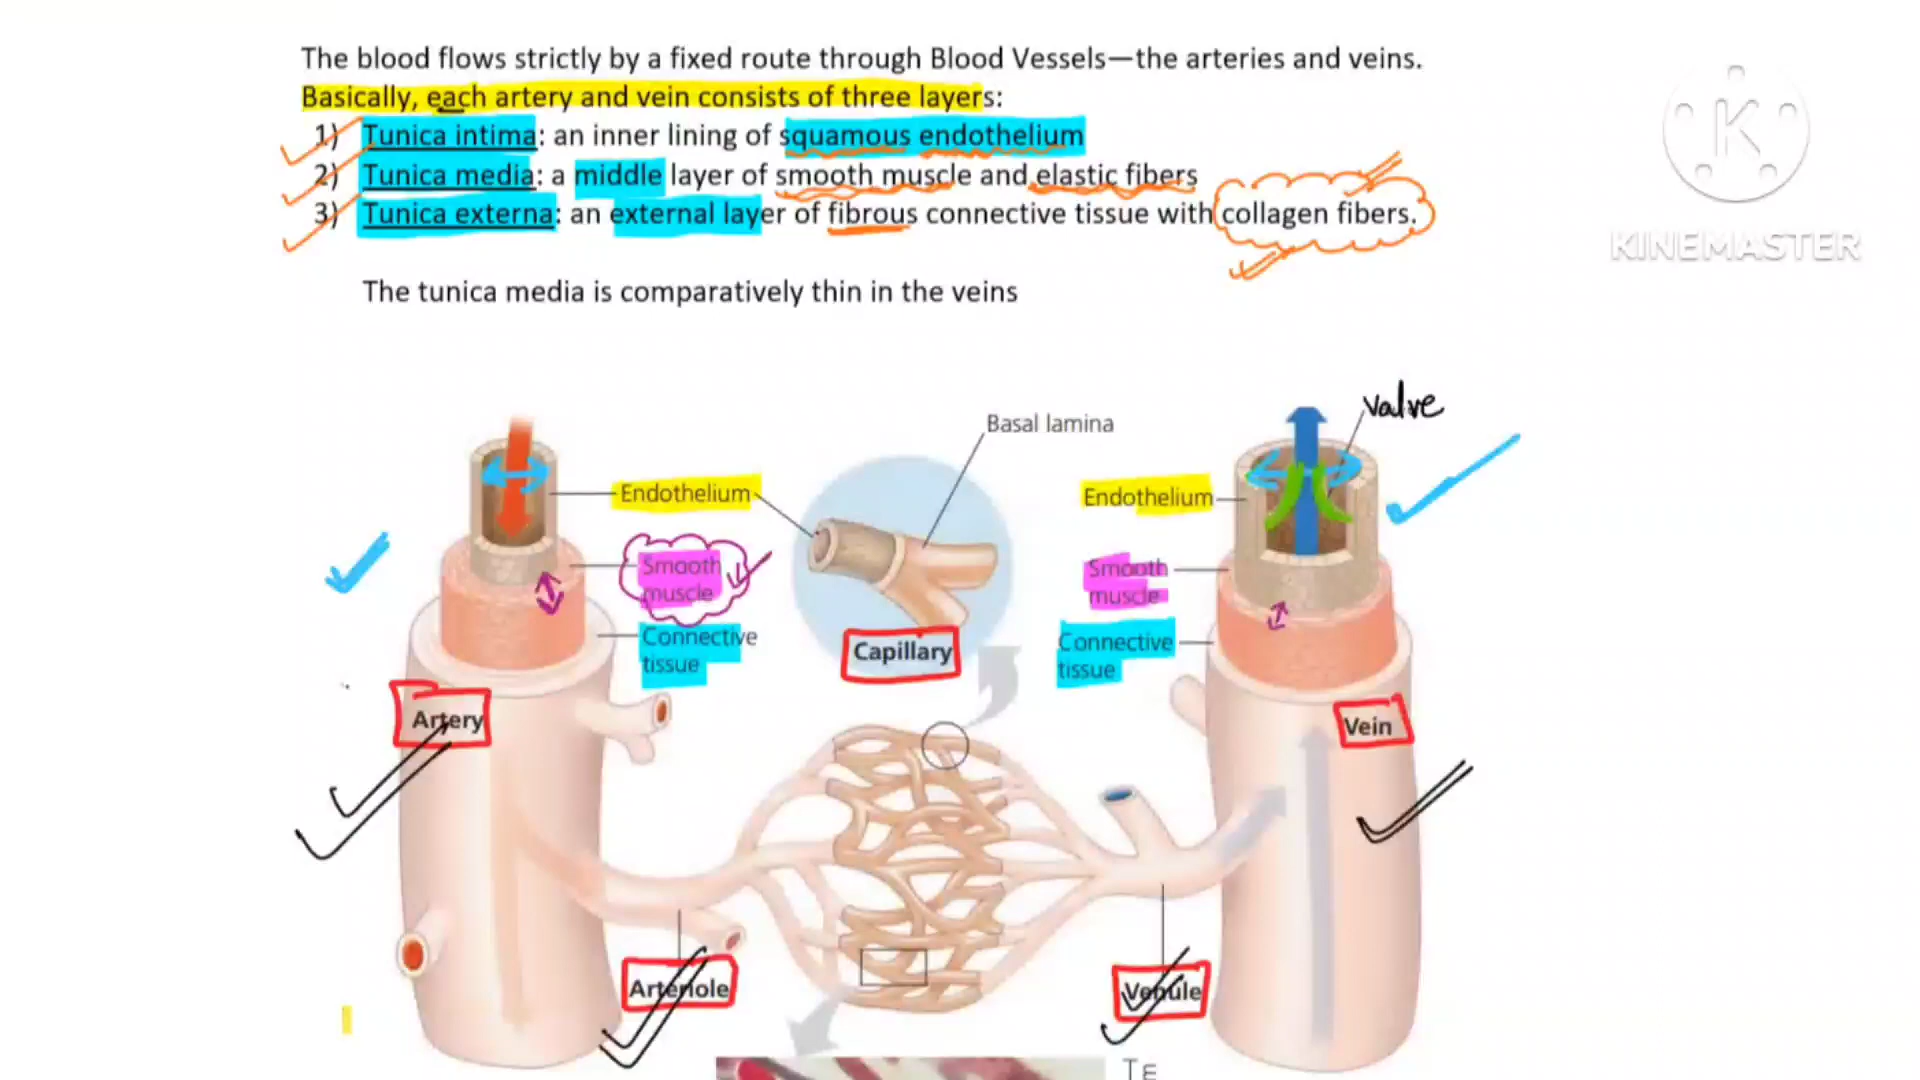 The blood flows strictly by a fixed route through Blood Vessels—the arteries and veins.
Basically, each artery and vein consists of three layers:
1) Tunica intima: an inner lining of squamous endothelium
2) Tunica media: a middle layer of smooth muscle and elastic fibers
3) Tunica externa: an external layer of fibrous connective tissue with collagen fibers.
KINEMASTER
The tunica media is comparatively thin in the veins
valve
Basal lamina
Endothelium
Endothelium
Smooth
muscle
Smooth
muscle
Connective
tissue
Capillary
Connective
tissue
Artery
Vein
Arteriole
Venule